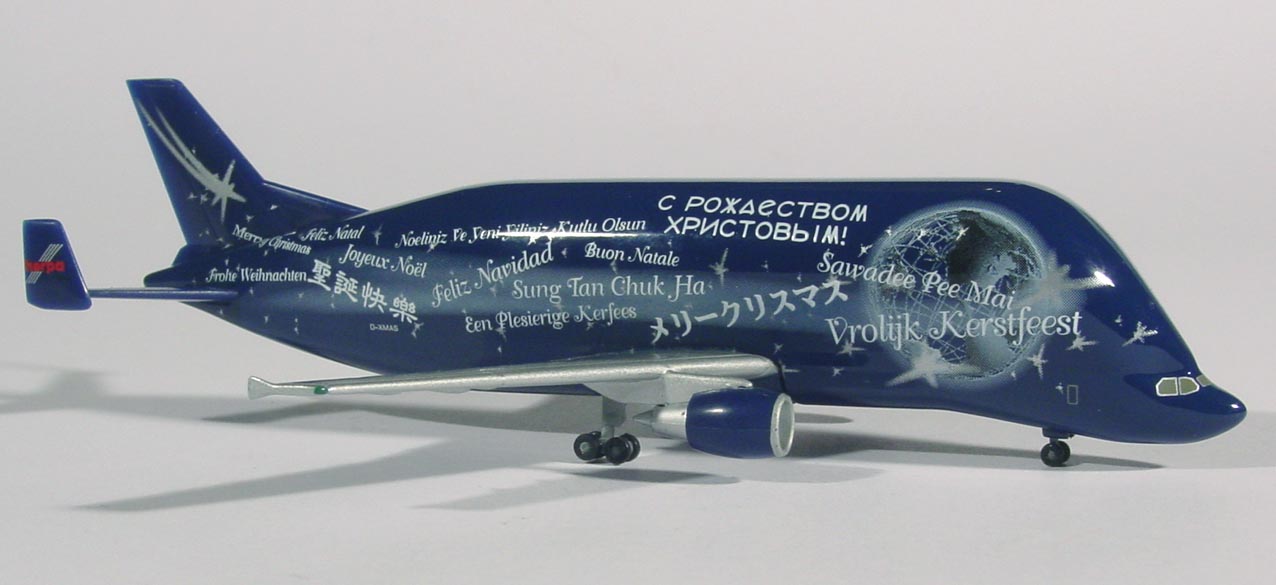 С РОЖДЕСТВОМ
ХРИСТОВЫМ!
Noeliniz Ve Yeni Yiliniz Kutlu Olsun
Feliz Natal
Merry Christmas
Joyeux Noël
Buon Natale
Feliz Navidad
Sawadee Pee Mai
herpa
Frohe Weihnachten
聖誕快樂
Sung Tan Chuk Ha
メリークリスマス
Een Plesierige Kerfees
Vrolijk Kerstfeest
D-XMAS